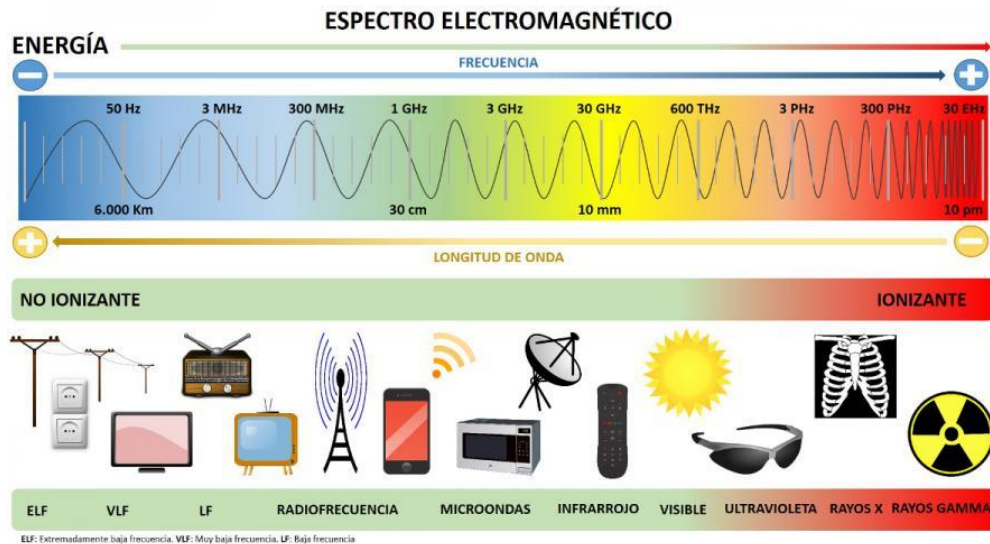 ESPECTRO ELECTROMAGNÉTICO
ENERGÍA
FRECUENCIA
50 Hz 3 MHz 300 MHz 1 GHz 3 GHz 30 GHz 600 THz 3 PHz 300 PHz 30 EHz
6.000 Km 30 cm 10 mm 10 pm
LONGITUD DE ONDA
NO IONIZANTE IONIZANTE
ELF VLF LF RADIOFRECUENCIA MICROONDAS INFRARROJO VISIBLE ULTRAVIOLETA RAYOS X RAYOS GAMMA
ELF: Extremadamente baja frecuencia. VLF: Muy baja frecuencia. LF: Baja frecuencia